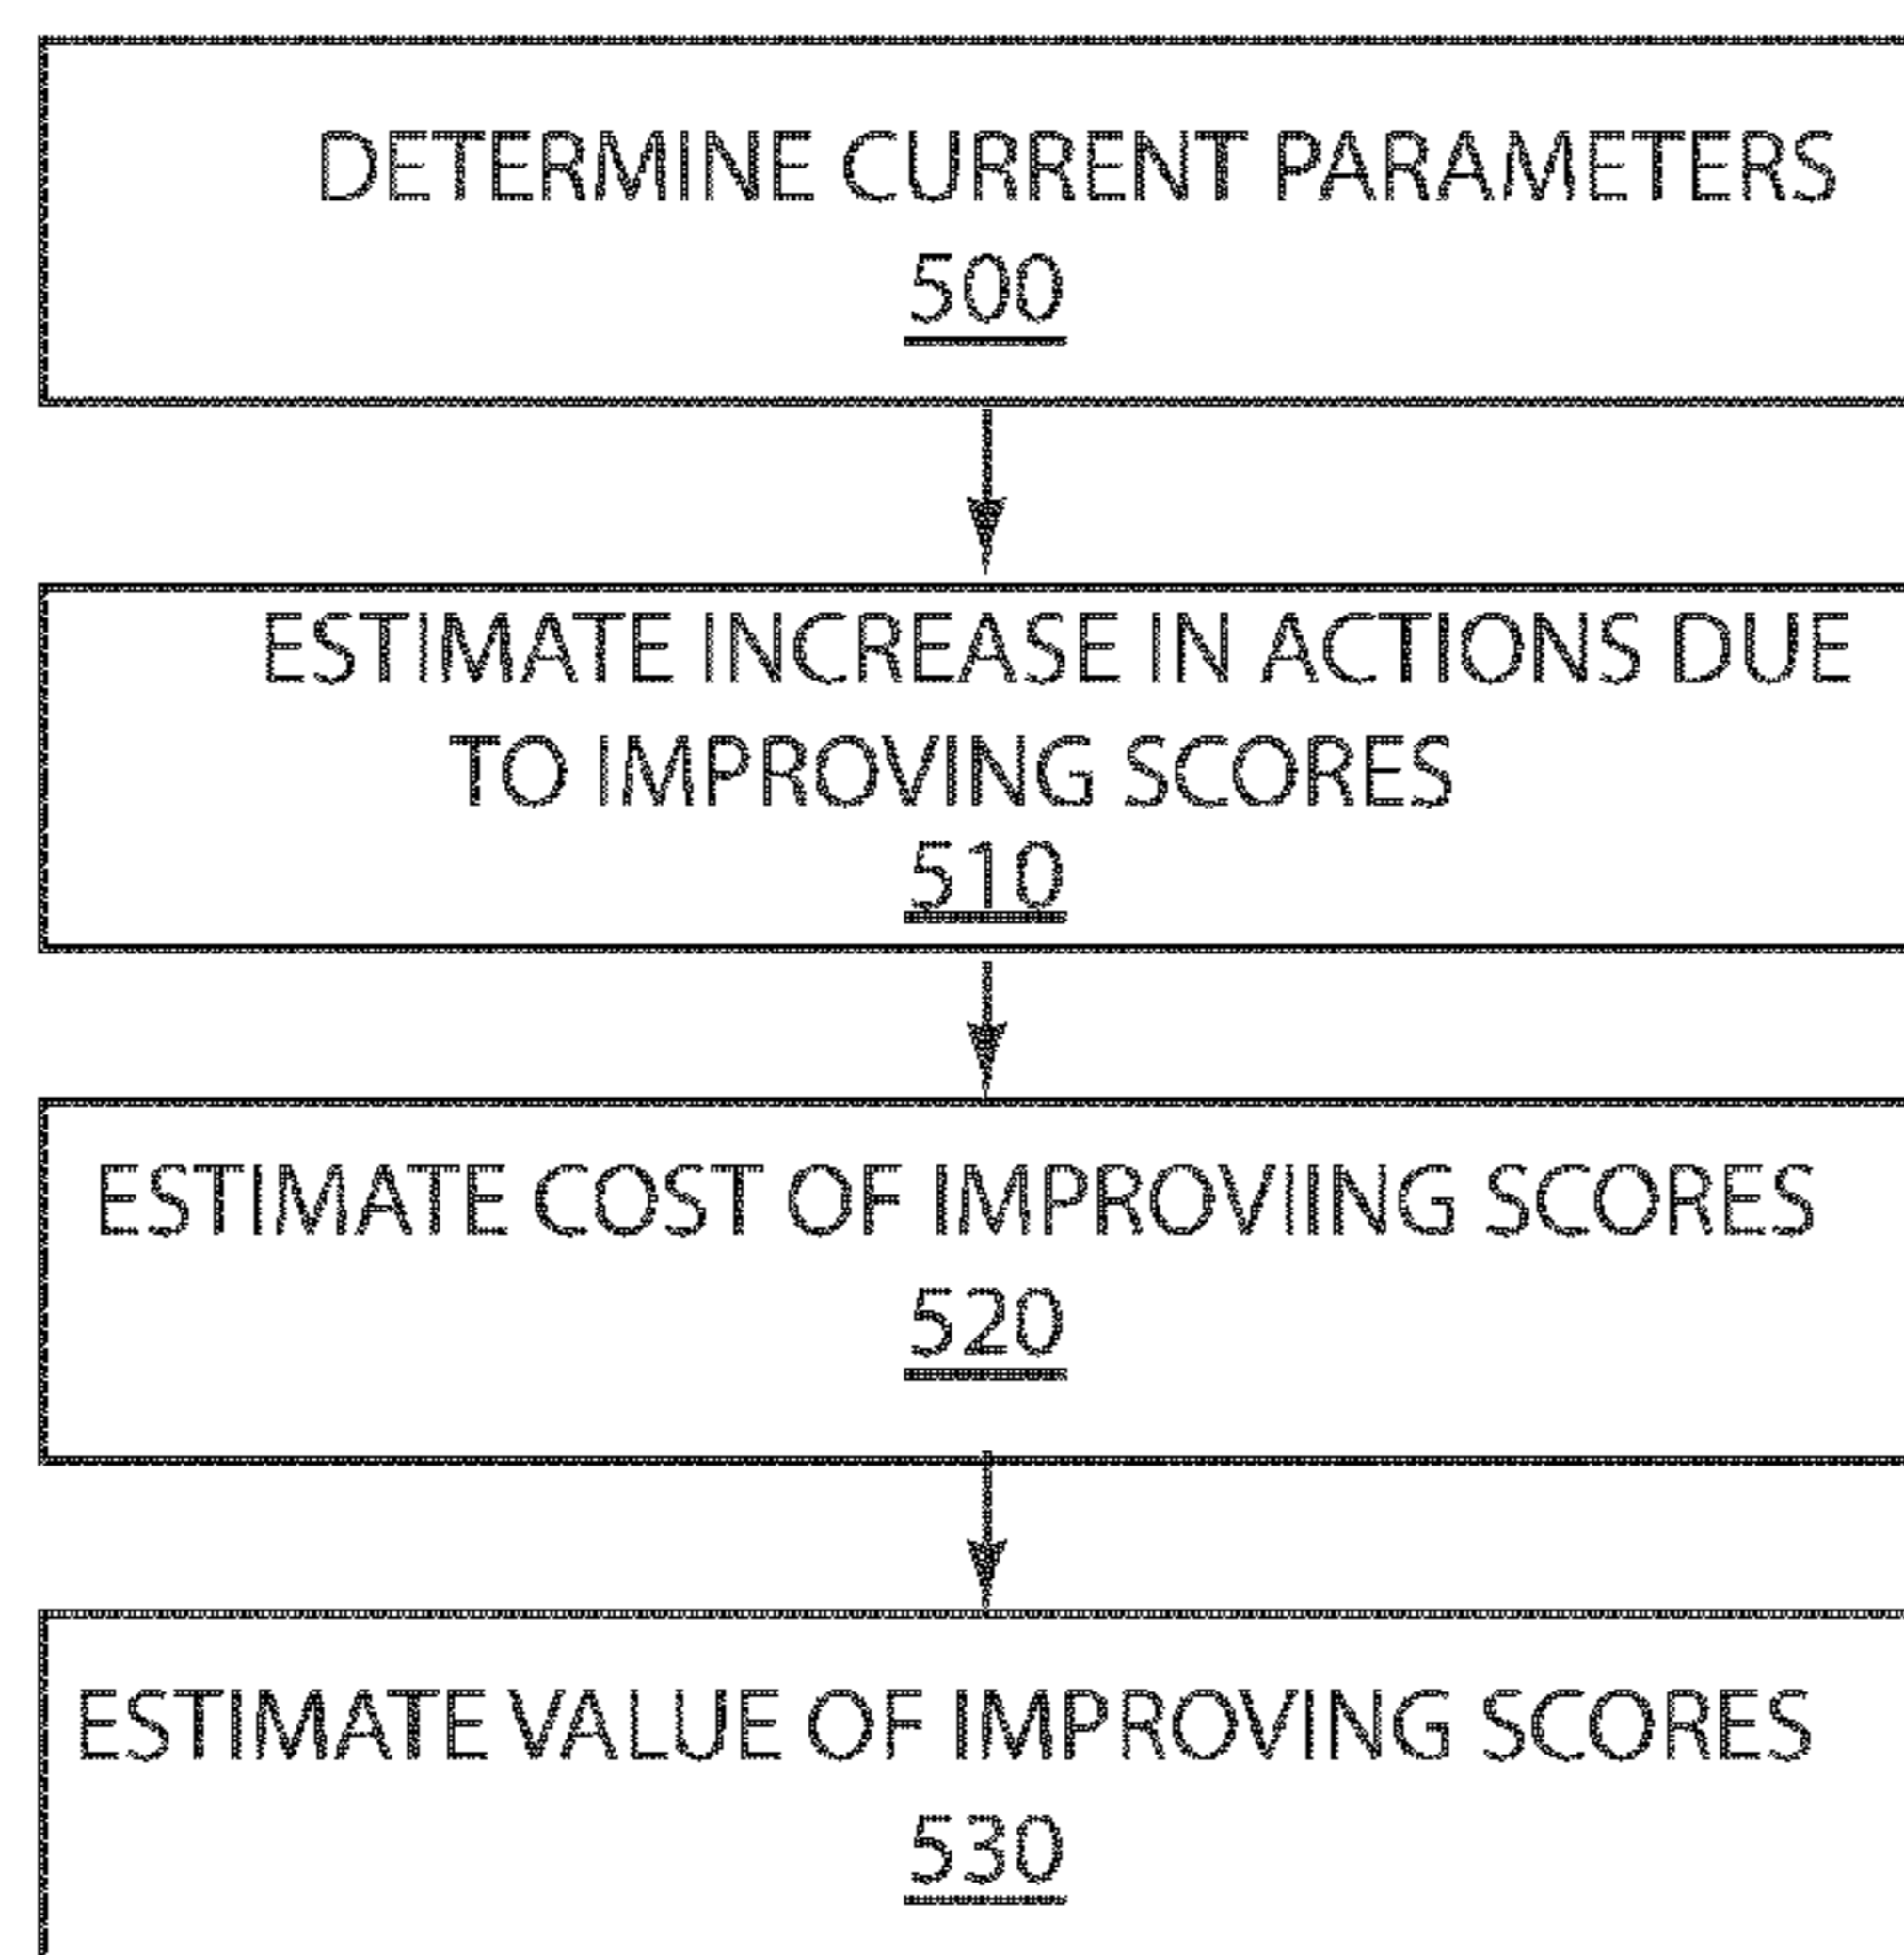 DETERMINE CURRENT PARAMETERS
500
ESTIMATE INCREASE IN ACTIONS DUE
TO IMPROVING SCORES
510
ESTIMATE COST OF IMPROVIING SCORES
520
ESTIMATE VALUE OF IMPROVING SCORES
530